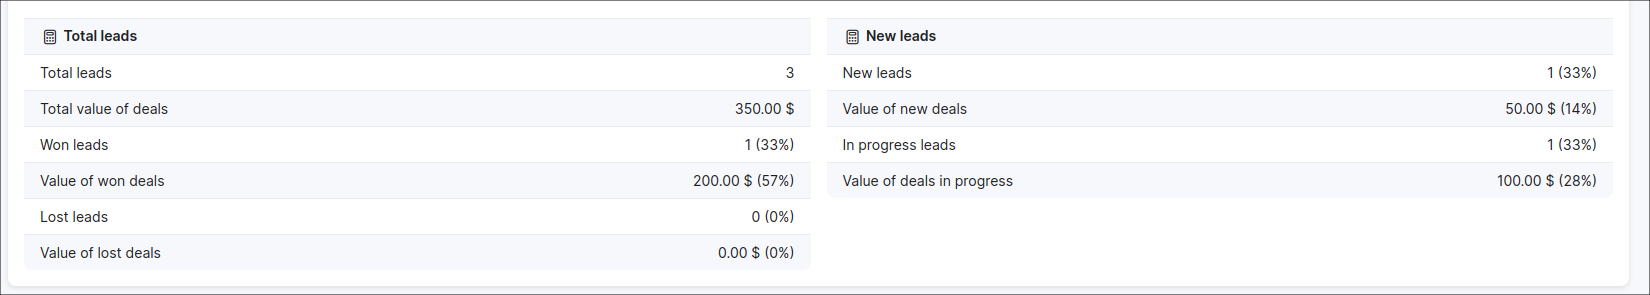 Total leads
Total leads 3
Total value of deals 350.00 $
Won leads 1 (33%)
Value of won deals 200.00 $ (57%)
Lost leads 0 (0%)
Value of lost deals 0.00 $ (0%)
New leads
New leads 1 (33%)
Value of new deals 50.00 $ (14%)
In progress leads 1 (33%)
Value of deals in progress 100.00 $ (28%)